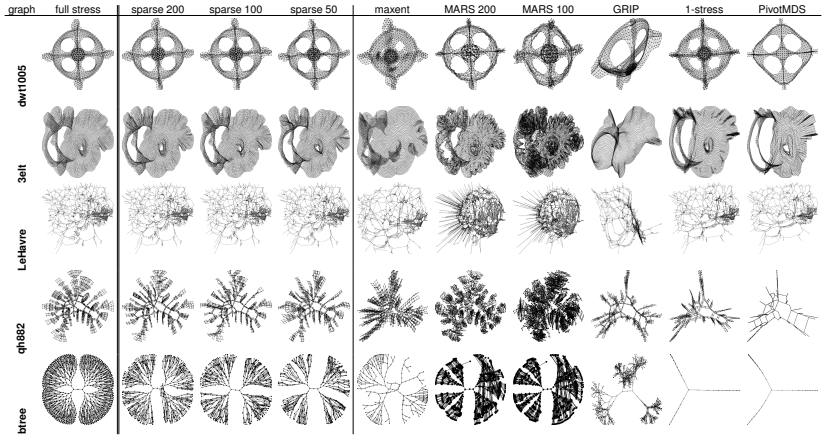 graph full stress sparse 200 sparse 100 sparse 50 maxent MARS 200 MARS 100 GRIP 1-stress PivotMDS
dwt1005
3elt
LeHavre
qh882
btree